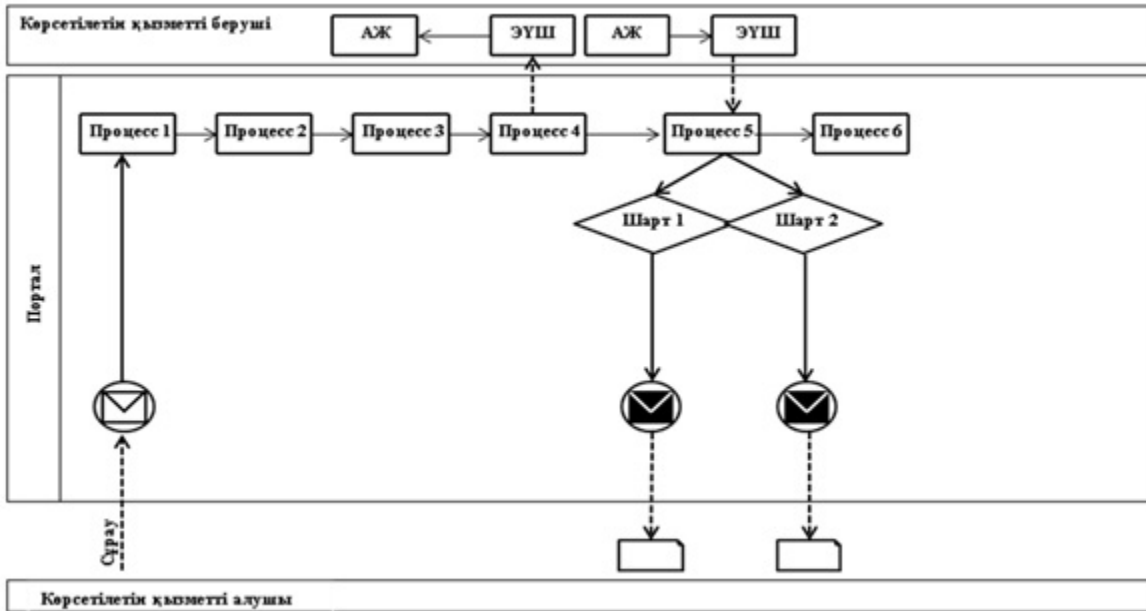 Көрсетілетін қызметті беруші
АЖ
ЭҮШ
АЖ
ЭҮШ
Процесс 1
Процесс 2
Процесс 3
Процесс 4
Процесс 5
Процесс 6
Шарт 1
Шарт 2
Портал
Сұрау
Көрсетілетін қызметті алушы